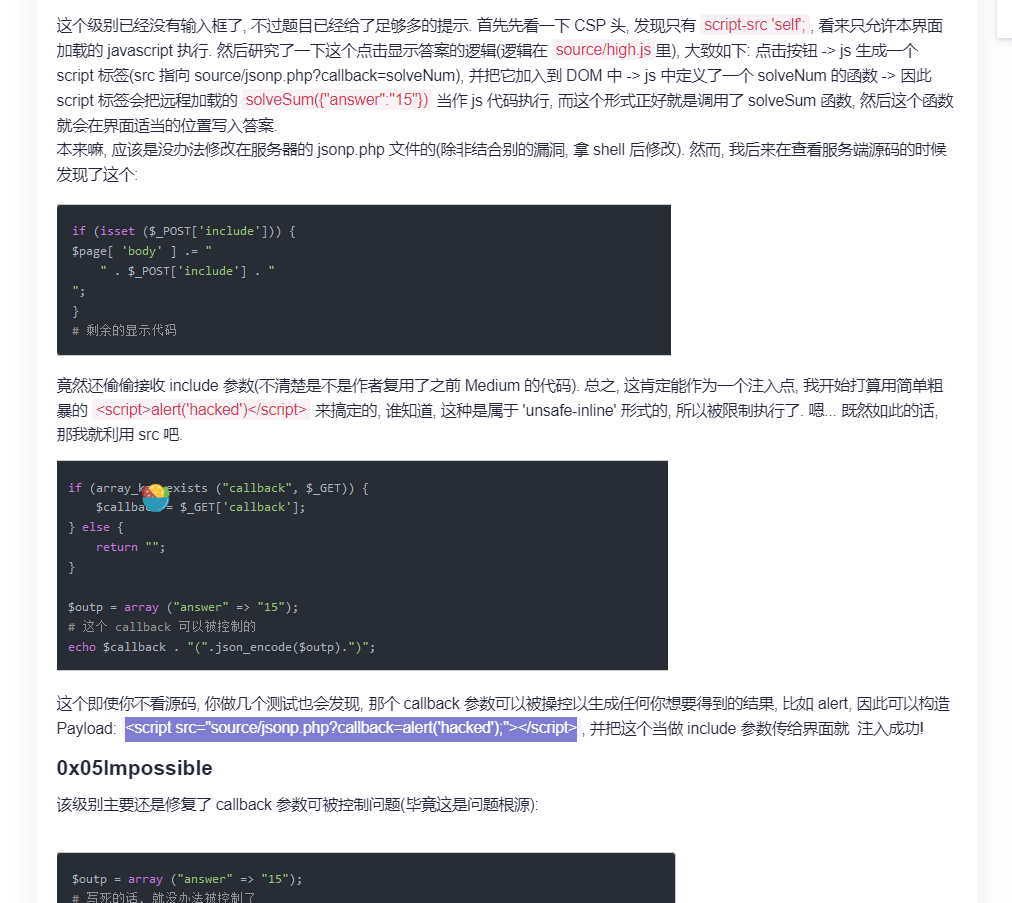 这个级别已经没有输入框了, 不过题目已经给了足够多的提示. 首先先看一下 CSP 头, 发现只有 script-src 'self'; , 看来只允许本界面
加载的 javascript 执行. 然后研究了一下这个点击显示答案的逻辑(逻辑在 source/high.js 里), 大致如下: 点击按钮 -> js 生成一个
script 标签(src 指向 source/jsonp.php?callback=solveNum), 并把它加入到 DOM 中 -> js 中定义了一个 solveNum 的函数 -> 因此
script 标签会把远程加载的 solveSum({"answer":"15"}) 当作 js 代码执行, 而这个形式正好就是调用了 solveSum 函数, 然后这个函数
就会在界面适当的位置写入答案.
本来嘛, 应该是没办法修改在服务器的 jsonp.php 文件的(除非结合别的漏洞, 拿 shell 后修改). 然而, 我后来在查看服务端源码的时候
发现了这个:
if (isset ($_POST['include'])) {
$page[ 'body' ] .= "
" . $_POST['include'] . "
";
}
# 剩余的显示代码
竟然还偷偷接收 include 参数(不清楚是不是作者复用了之前 Medium 的代码). 总之, 这肯定能作为一个注入点, 我开始打算用简单粗
暴的 <script>alert('hacked')</script> 来搞定的, 谁知道, 这种是属于 'unsafe-inline' 形式的, 所以被限制执行了. 嗯... 既然如此的话,
那我就利用 src 吧.
if (array_k exists ("callback", $_GET)) {
$callba = $_GET['callback'];
} else {
return "";
}
$outp = array ("answer" => "15");
# 这个 callback 可以被控制的
echo $callback . "(".json_encode($outp).")";
这个即使你不看源码, 你做几个测试也会发现, 那个 callback 参数可以被操控以生成任何你想要得到的结果, 比如 alert, 因此可以构造
Payload: <script src="source/jsonp.php?callback=alert('hacked');"></script> , 并把这个当做 include 参数传给界面就 注入成功!
0x05Impossible
该级别主要还是修复了 callback 参数可被控制问题(毕竟这是问题根源):
$outp = array ("answer" => "15");
# 写死的话, 就没办法被控制了